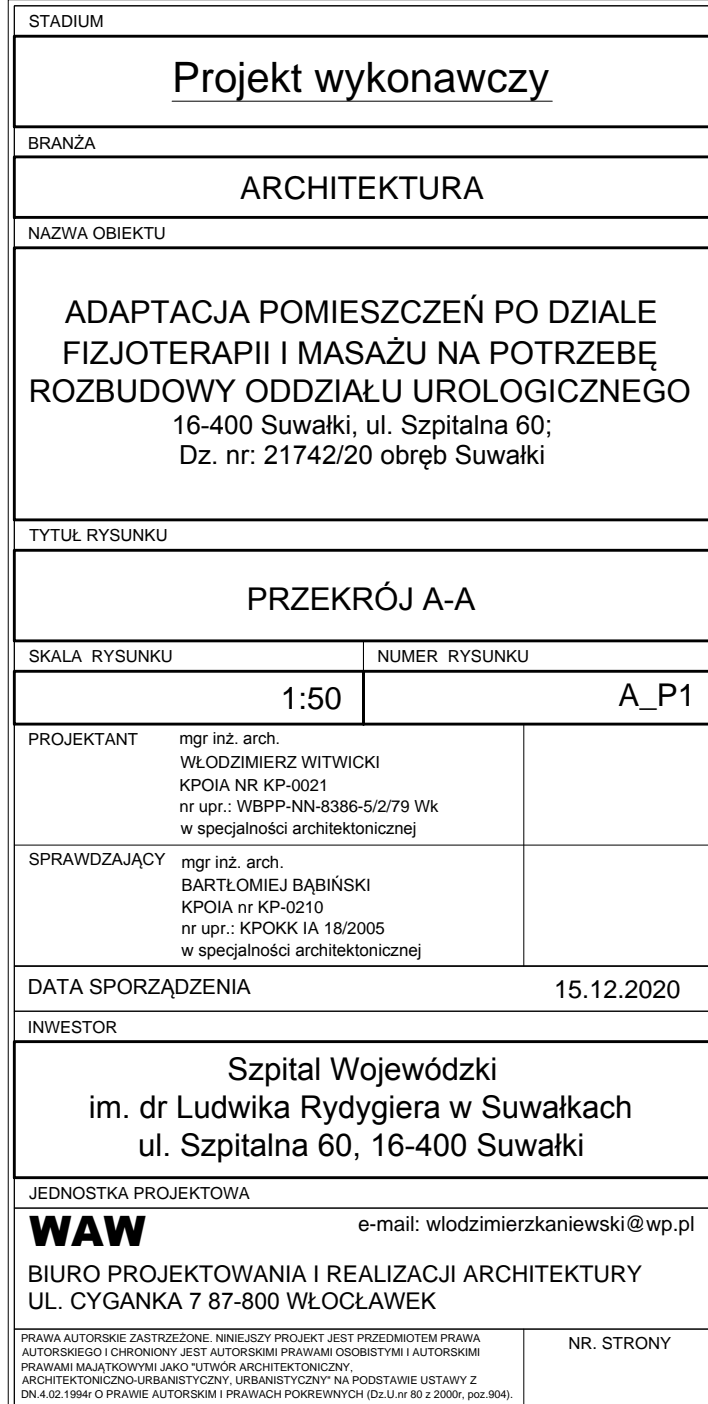 STADIUM
Projekt wykonawczy
BRANŻA
ARCHITEKTURA
NAZWA OBIEKTU
ADAPTACJA POMIESZCZEŃ PO DZIALE
FIZJOTERAPII I MASAŻU NA POTRZEBĘ
ROZBUDOWY ODDZIAŁU UROLOGICZNEGO
16-400 Suwałki, ul. Szpitalna 60;
Dz. nr: 21742/20 obręb Suwałki
TYTUŁ RYSUNKU
PRZEKRÓJ A-A
SKALA RYSUNKU
NUMER RYSUNKU
1:50
A_P1
PROJEKTANT
mgr inż. arch.
WŁODZIMIERZ WITWICKI
KPOIA NR KP-0021
nr upr.: WBPP-NN-8386-5/2/79 Wk
w specjalności architektonicznej
SPRAWDZAJĄCY
mgr inż. arch.
BARTŁOMIEJ BĄBIŃSKI
KPOIA nr KP-0210
nr upr.: KPOKK IA 18/2005
w specjalności architektonicznej
DATA SPORZĄDZENIA
15.12.2020
INWESTOR
Szpital Wojewódzki
im. dr Ludwika Rydygiera w Suwałkach
ul. Szpitalna 60, 16-400 Suwałki
JEDNOSTKA PROJEKTOWA
WAW
e-mail: wlodzimierzkaniewski@wp.pl
BIURO PROJEKTOWANIA I REALIZACJI ARCHITEKTURY
UL. CYGANKA 7 87-800 WŁOCŁAWEK
PRAWA AUTORSKIE ZASTRZEŻONE. NINIEJSZY PROJEKT JEST PRZEDMIOTEM PRAWA
AUTORSKIEGO I CHRONIONY JEST AUTORSKIMI PRAWAMI OSOBISTYMI I AUTORSKIMI
PRAWAMI MAJĄTKOWYMI JAKO "UTWÓR ARCHITEKTONICZNY,
ARCHITEKTONICZNO-URBANISTYCZNY, URBANISTYCZNY" NA PODSTAWIE USTAWY Z
DN.4.02.1994r O PRAWIE AUTORSKIM I PRAWACH POKREWNYCH (Dz.U.nr 80 z 2000r, poz.904).
NR. STRONY